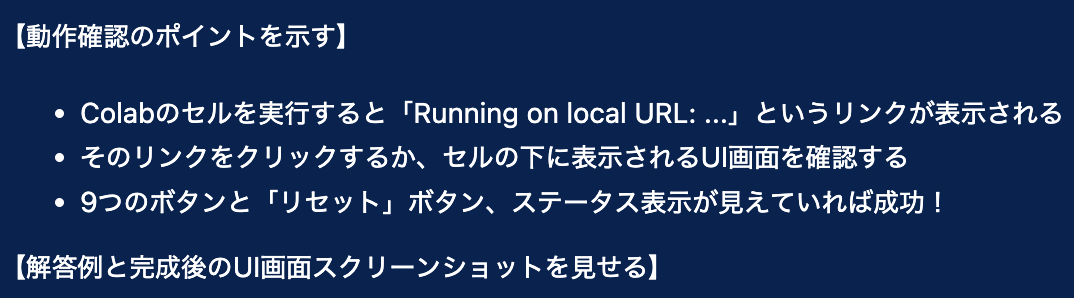 【動作確認のポイントを示す】
• Colabのセルを実行すると「Running on local URL: ...」というリンクが表示される
• そのリンクをクリックするか、セルの下に表示されるUI画面を確認する
• 9つのボタンと「リセット」ボタン、ステータス表示が見えていれば成功！
【解答例と完成後のUI画面スクリーンショットを見せる】